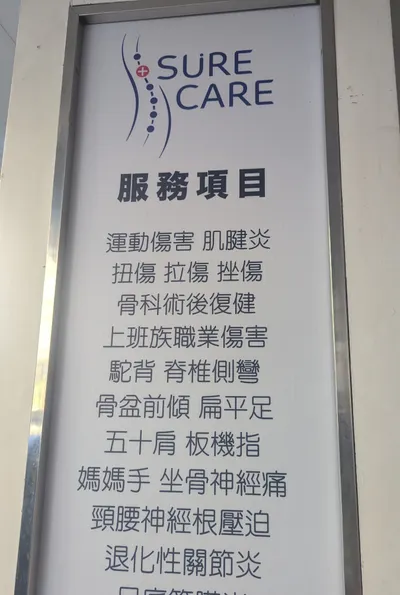 SURE
CARE
服務項目
運動傷害 肌腱炎
扭傷 拉傷 挫傷
骨科術後復健
上班族職業傷害
駝背 脊椎側彎
骨盆前傾 扁平足
五十肩 板機指
媽媽手 坐骨神經痛
頸腰神經根壓迫
退化性關節炎